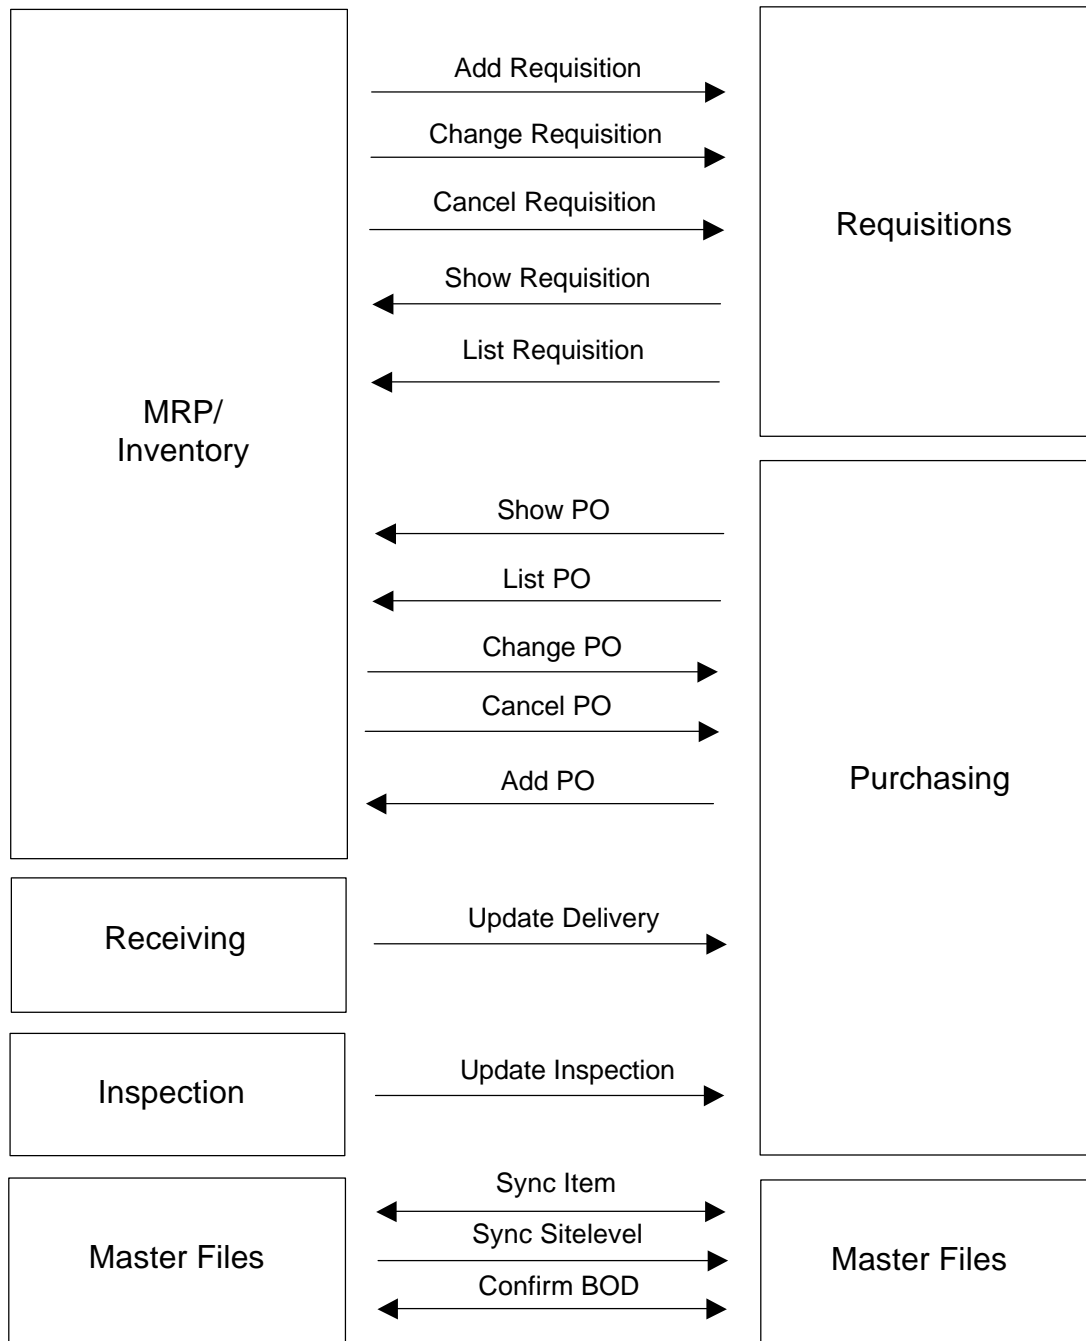 Add Requisition
Change Requisition
Cancel Requisition
Requisitions
Show Requisition
List Requisition
MRP/
Inventory
Show PO
List PO
Change PO
Cancel PO
Add PO
Purchasing
Receiving
Update Delivery
Inspection
Update Inspection
Sync Item
Sync Sitelevel
Master Files
Master Files
Confirm BOD